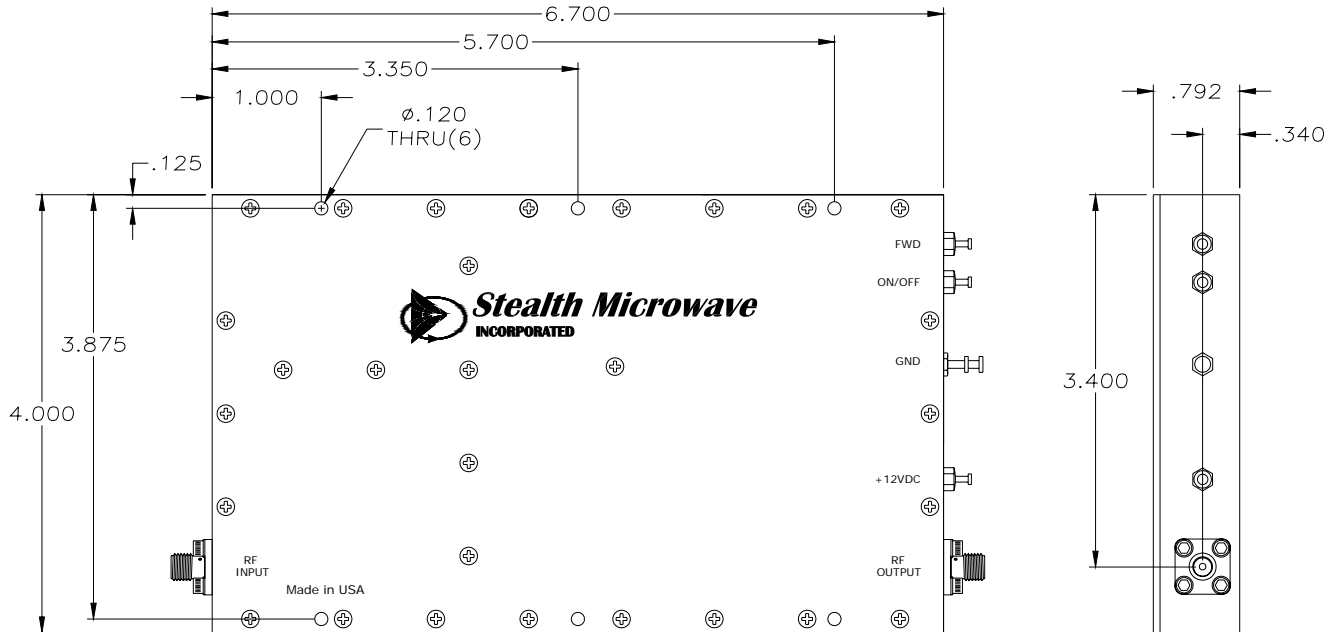 6.700
5.700
3.350
1.000
ø.120
THRU(6)
.125
.792
.340
FWD
ON/OFF
Stealth Microwave
INCORPORATED
3.875
GND
3.400
4.000
+12VDC
RF
INPUT
RF
OUTPUT
Made in USA